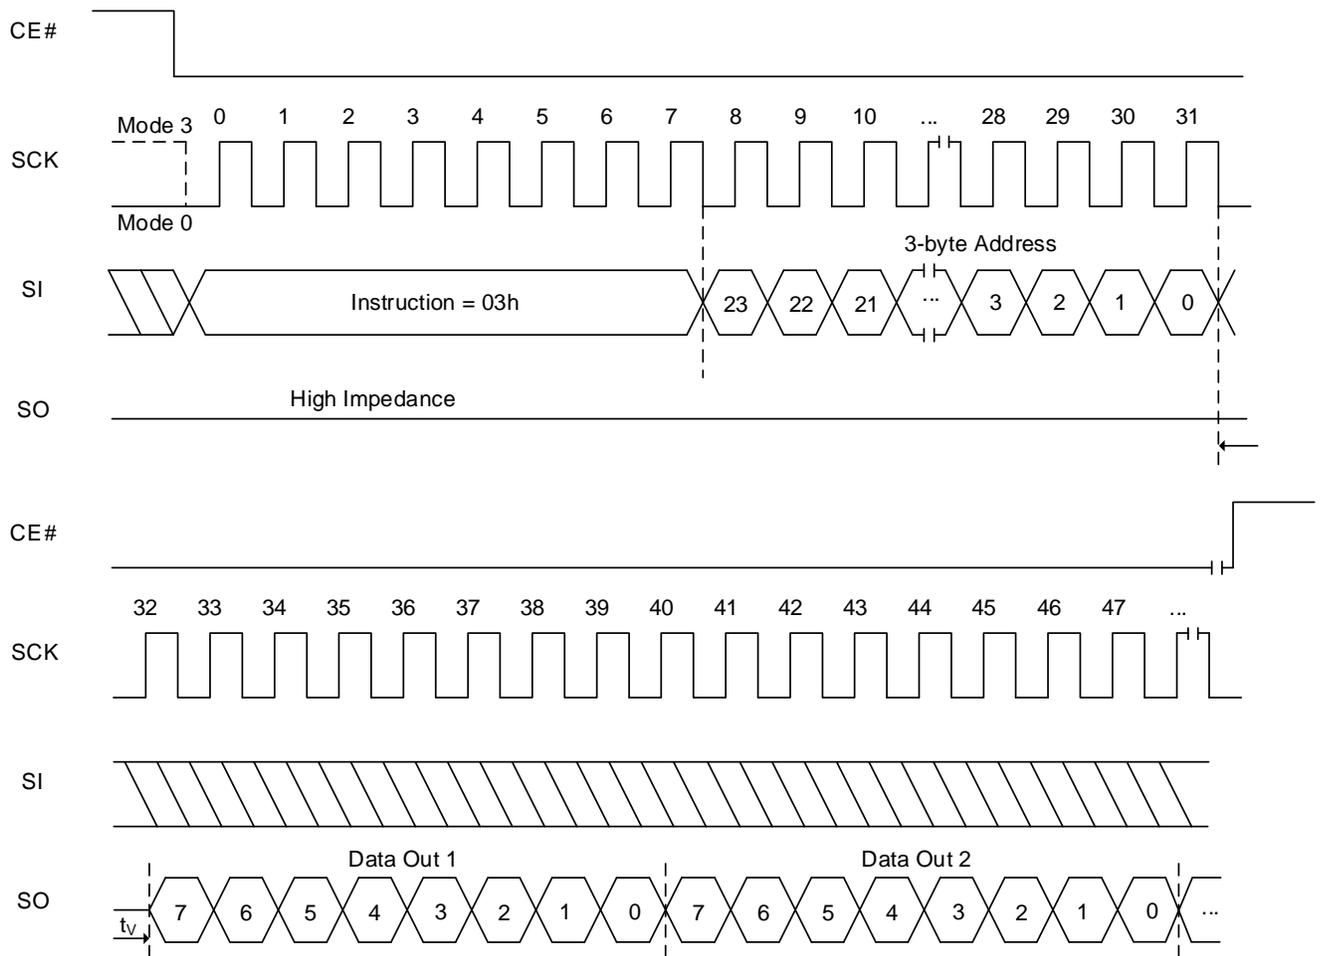 CE#
0 1 2 3 4 5 6 7 8 9 10 ... 28 29 30 31
Mode 3
SCK
Mode 0
3-byte Address
SI
Instruction = 03h
23 22 21 ... 3 2 1 0
High Impedance
SO
CE#
32 33 34 35 36 37 38 39 40 41 42 43 44 45 46 47 ...
SCK
SI
Data Out 1 Data Out 2
SO
7 6 5 4 3 2 1 0 7 6 5 4 3 2 1 0 ...
tV